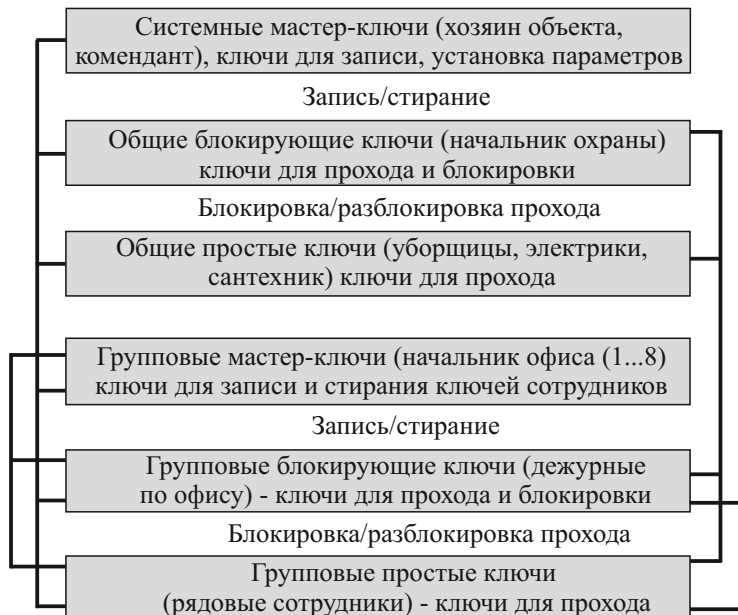 Системные мастер-ключи (хозяин объекта,
комендант), ключи для записи, установка параметров
Запись/стирание
Общие блокирующие ключи (начальник охраны)
ключи для прохода и блокировки
Блокировка/разблокировка прохода
Общие простые ключи (уборщицы, электрики,
сантехник) ключи для прохода
Групповые мастер-ключи (начальник офиса (1...8)
ключи для записи и стирания ключей сотрудников
Запись/стирание
Групповые блокирующие ключи (дежурные
по офису) - ключи для прохода и блокировки
Блокировка/разблокировка прохода
Групповые простые ключи
(рядовые сотрудники) - ключи для прохода